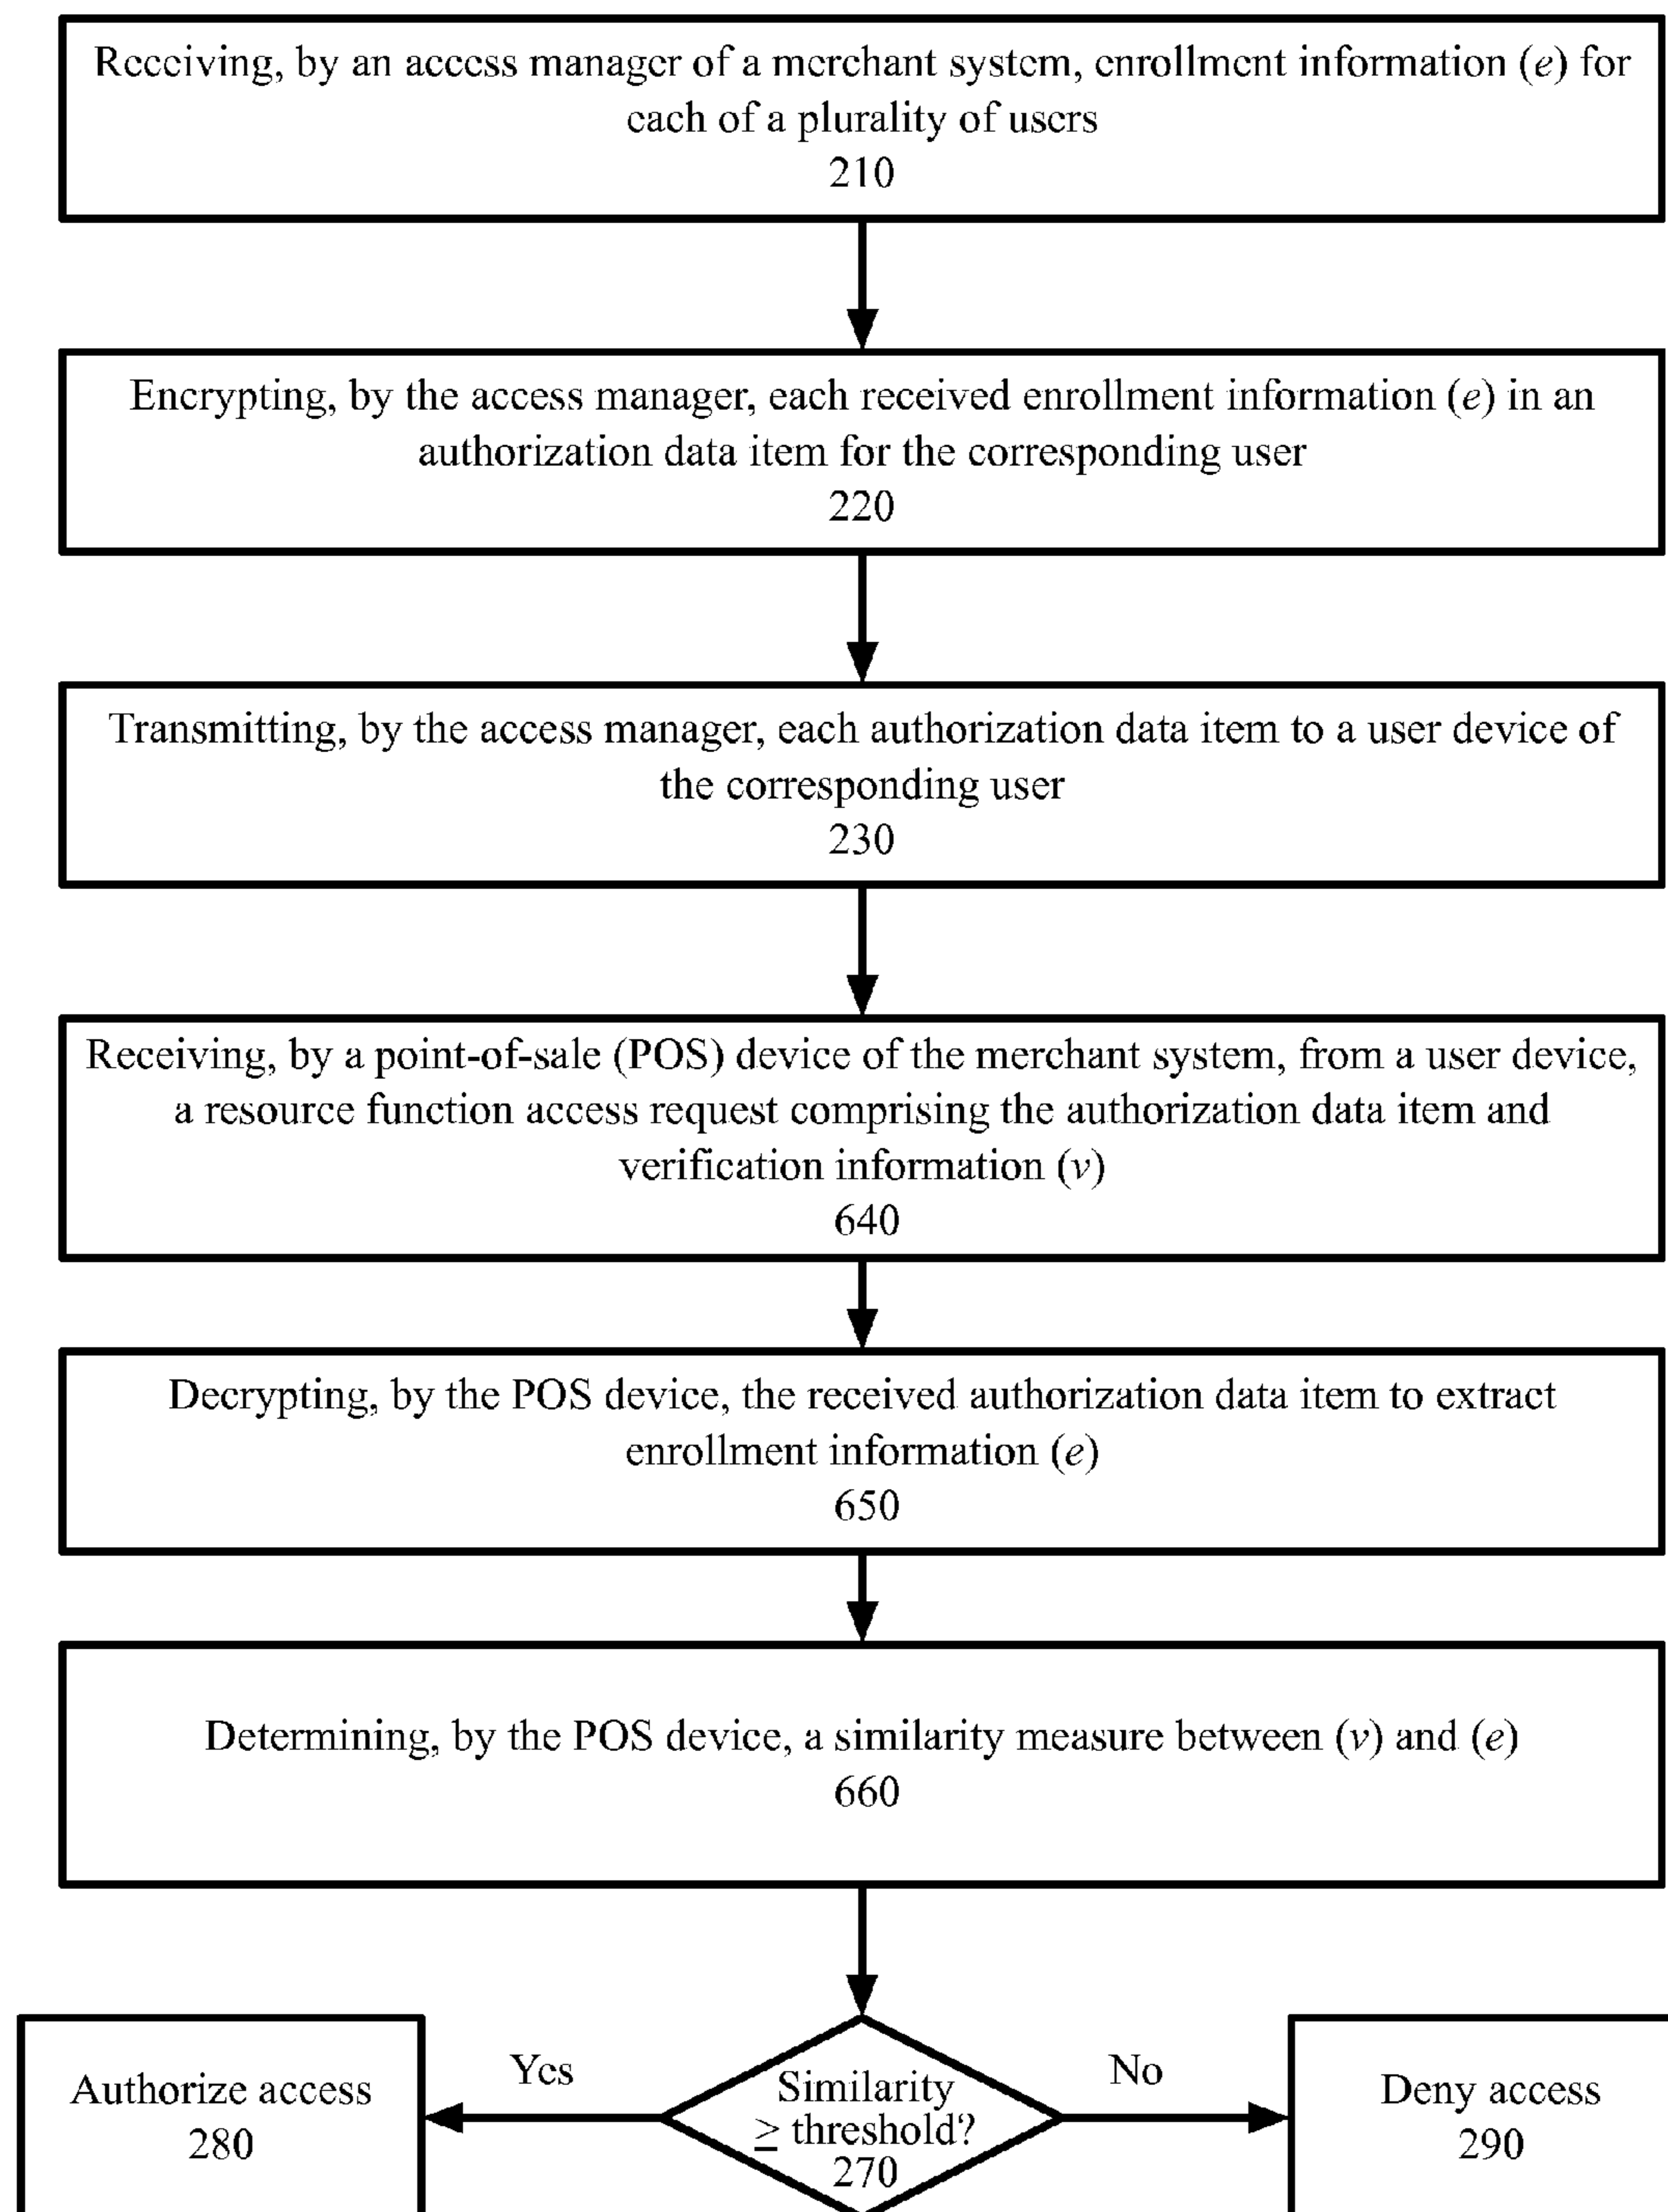 Receiving, by an access manager of a merchant system, enrollment information (e) for
each of a plurality of users
210
Encrypting, by the access manager, each received enrollment information (e) in an
authorization data item for the corresponding user
220
Transmitting, by the access manager, each authorization data item to a user device of
the corresponding user
230
Receiving, by a point-of-sale (POS) device of the merchant system, from a user device,
a resource function access request comprising the authorization data item and
verification information (v)
640
Decrypting, by the POS device, the received authorization data item to extract
enrollment information (e)
650
Determining, by the POS device, a similarity measure between (v) and (e)
660
Authorize access
280
Yes
Similarity
≥ threshold?
270
No
Deny access
290